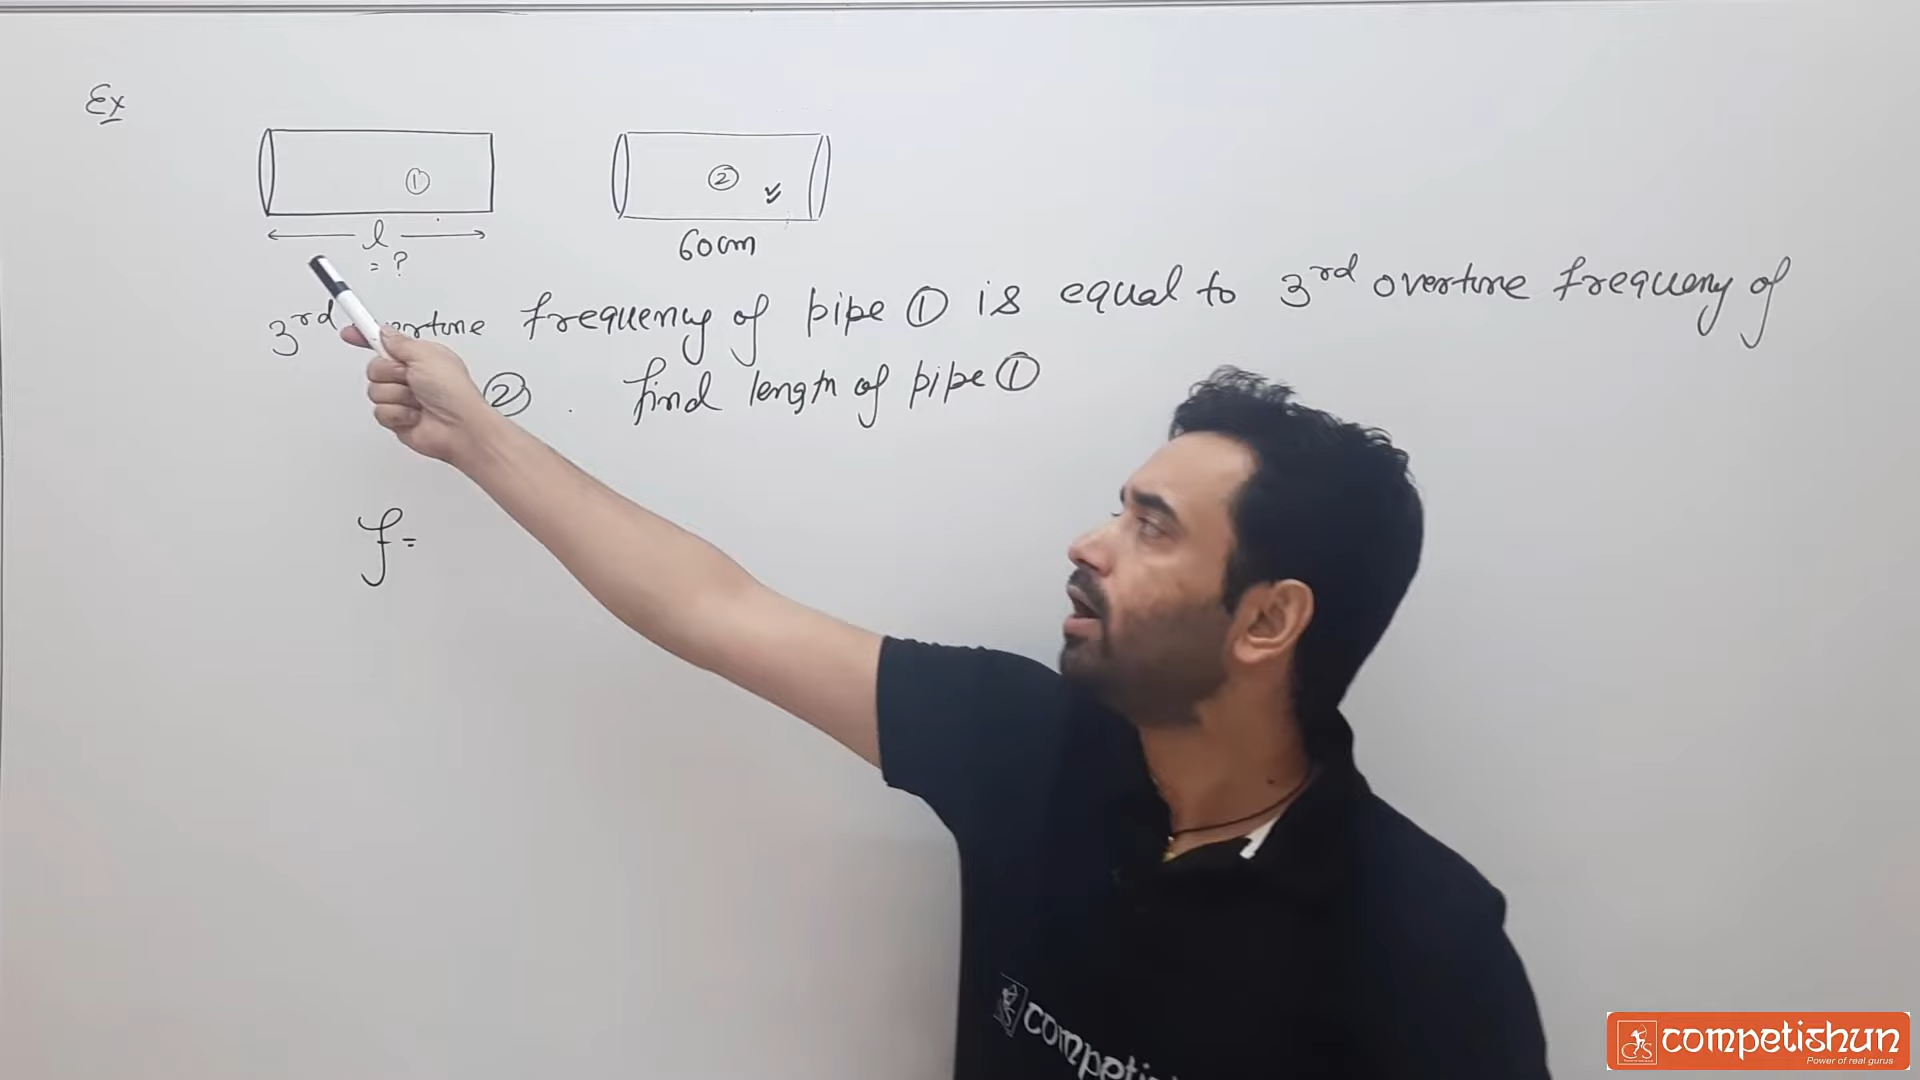 Ex
① ②
l
= ?
60cm
3rd frequency of pipe ① is equal to 3rd overtone frequency of
② . find length of pipe ①
f =
competishun
competishun
Power of real gurus